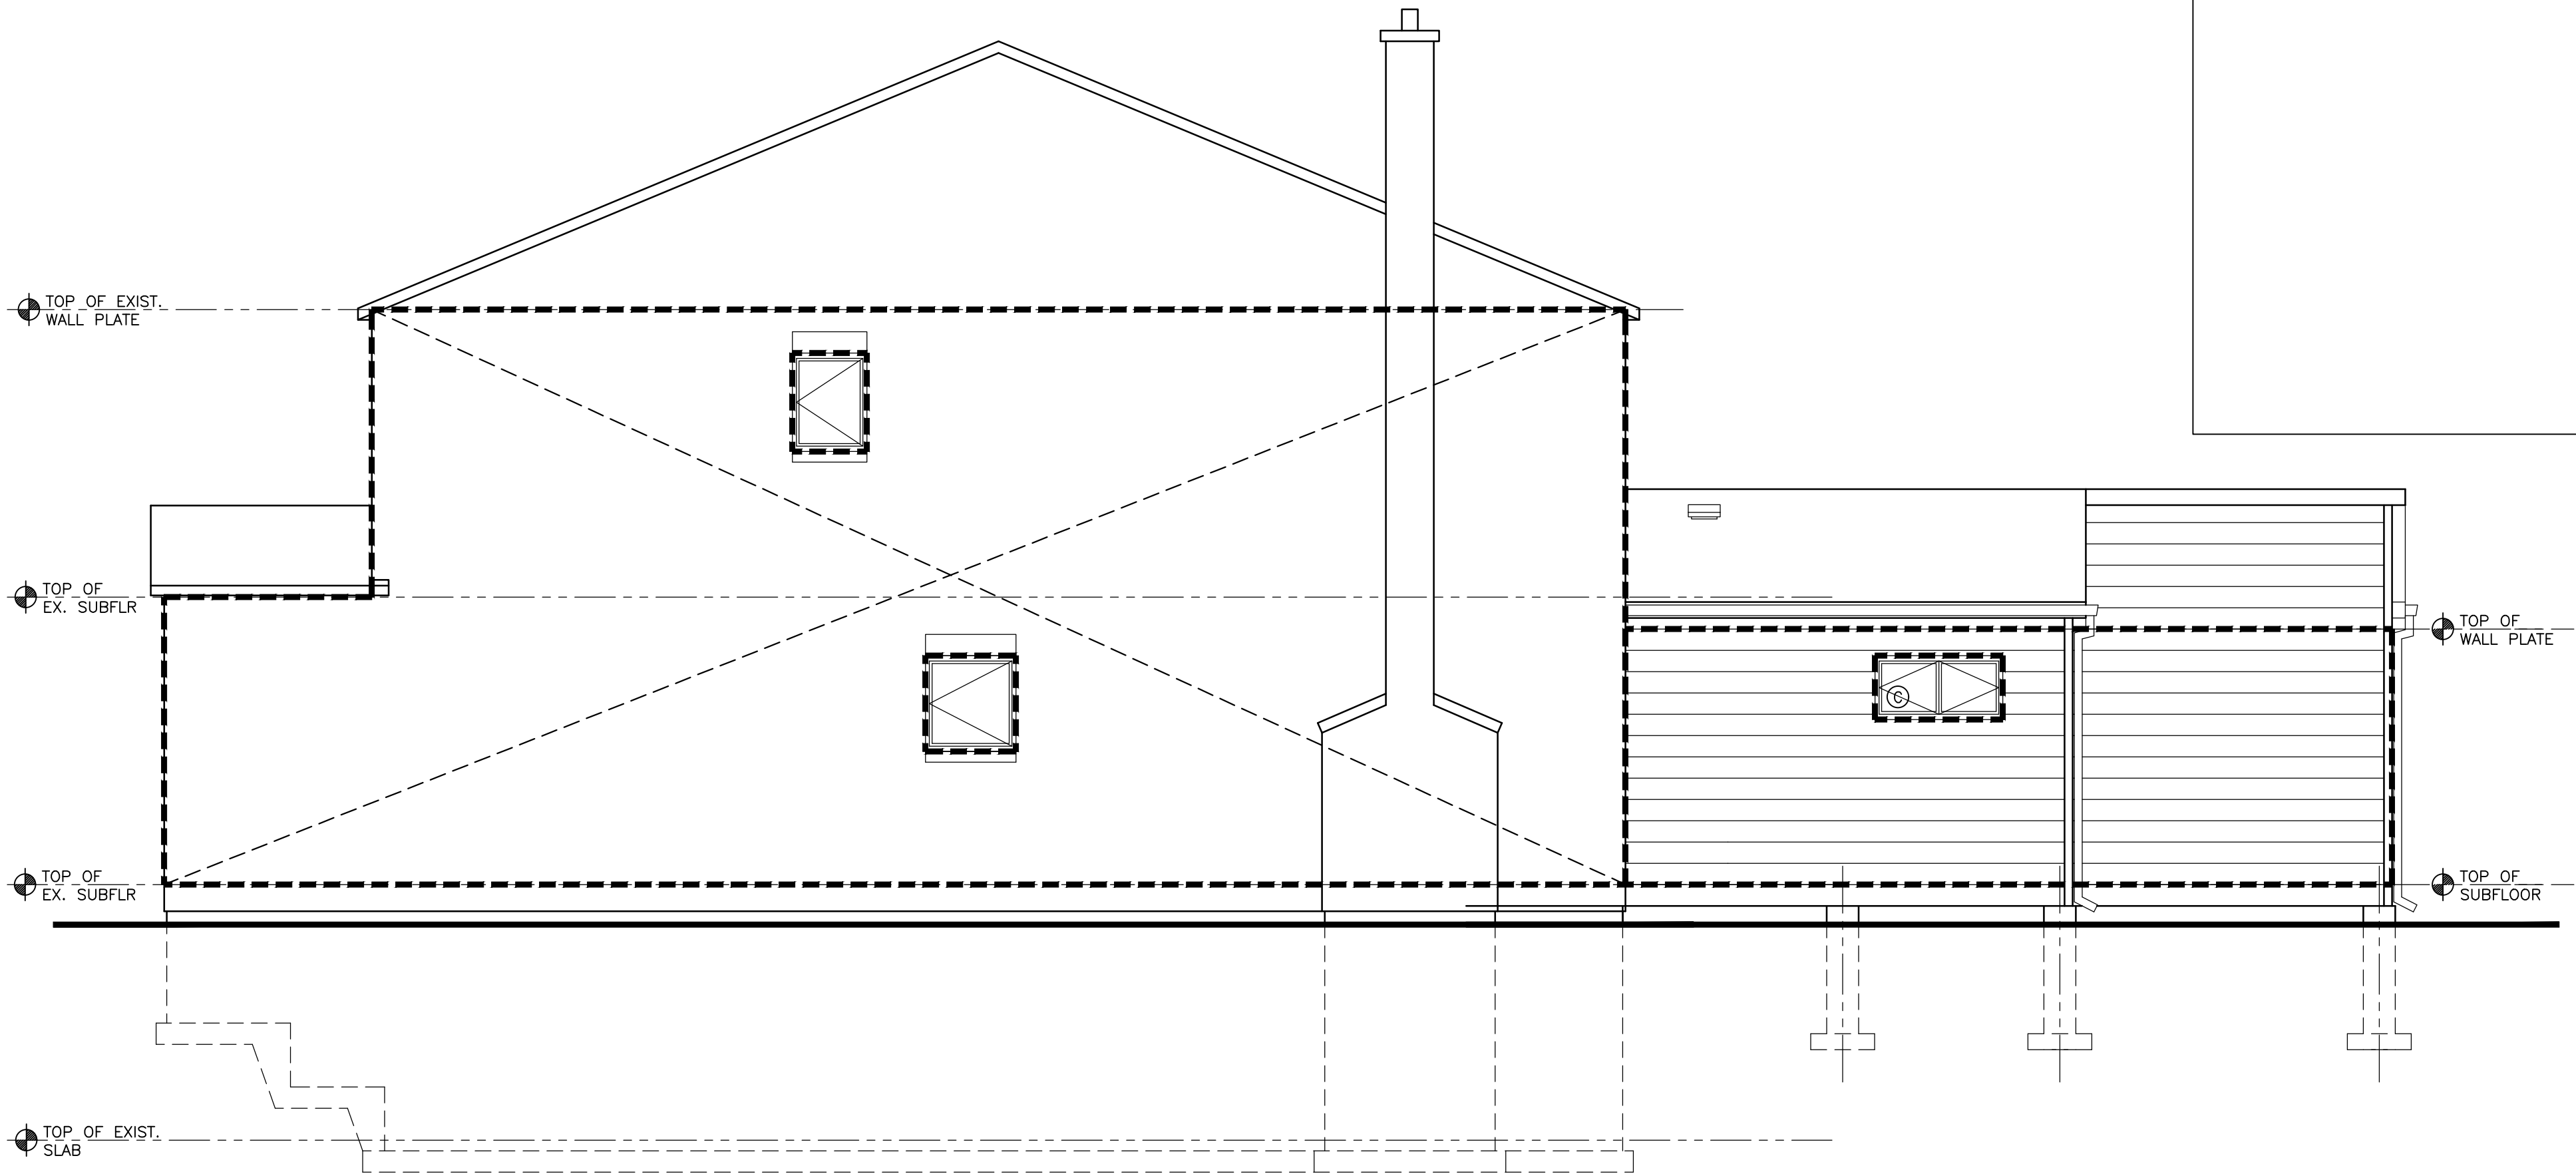 TOP OF EXIST.
WALL PLATE
TOP OF
EX. SUBFLR
TOP OF
WALL PLATE
C
TOP OF
EX. SUBFLR
TOP OF
SUBFLOOR
TOP OF EXIST.
SLAB